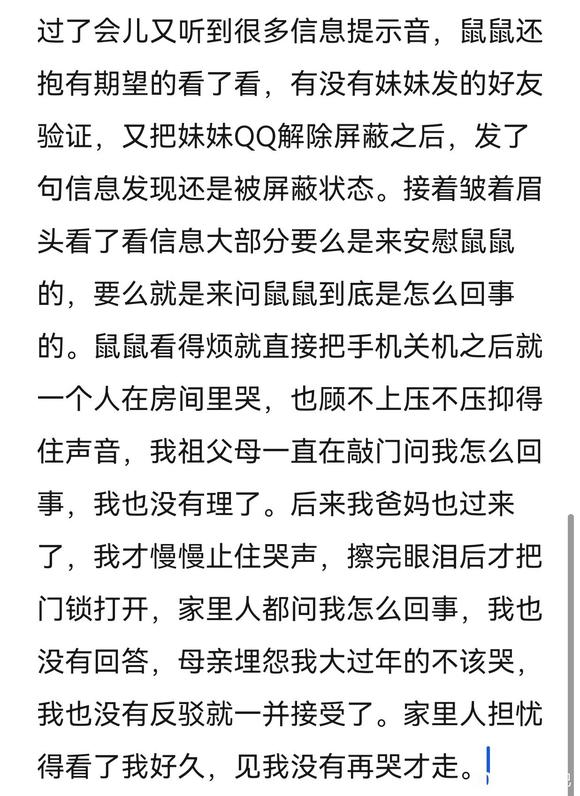 过了会儿又听到很多信息提示音，鼠鼠还
抱有期望的看了看，有没有妹妹发的好友
验证，又把妹妹QQ解除屏蔽之后，发了
句信息发现还是被屏蔽状态。接着皱着眉
头看了看信息大部分要么是来安慰鼠鼠
的，要么就是来问鼠鼠到底是怎么回事
的。鼠鼠看得烦就直接把手机关机之后就
一个人在房间里哭，也顾不上压不压抑得
住声音，我祖父母一直在敲门问我怎么回
事，我也没有理了。后来我爸妈也过来
了，我才慢慢止住哭声，擦完眼泪后才把
门锁打开，家里人都问我怎么回事，我也
没有回答，母亲埋怨我大过年的不该哭，
我也没有反驳就一并接受了。家里人担忧
得看了我好久，见我没有再哭才走。